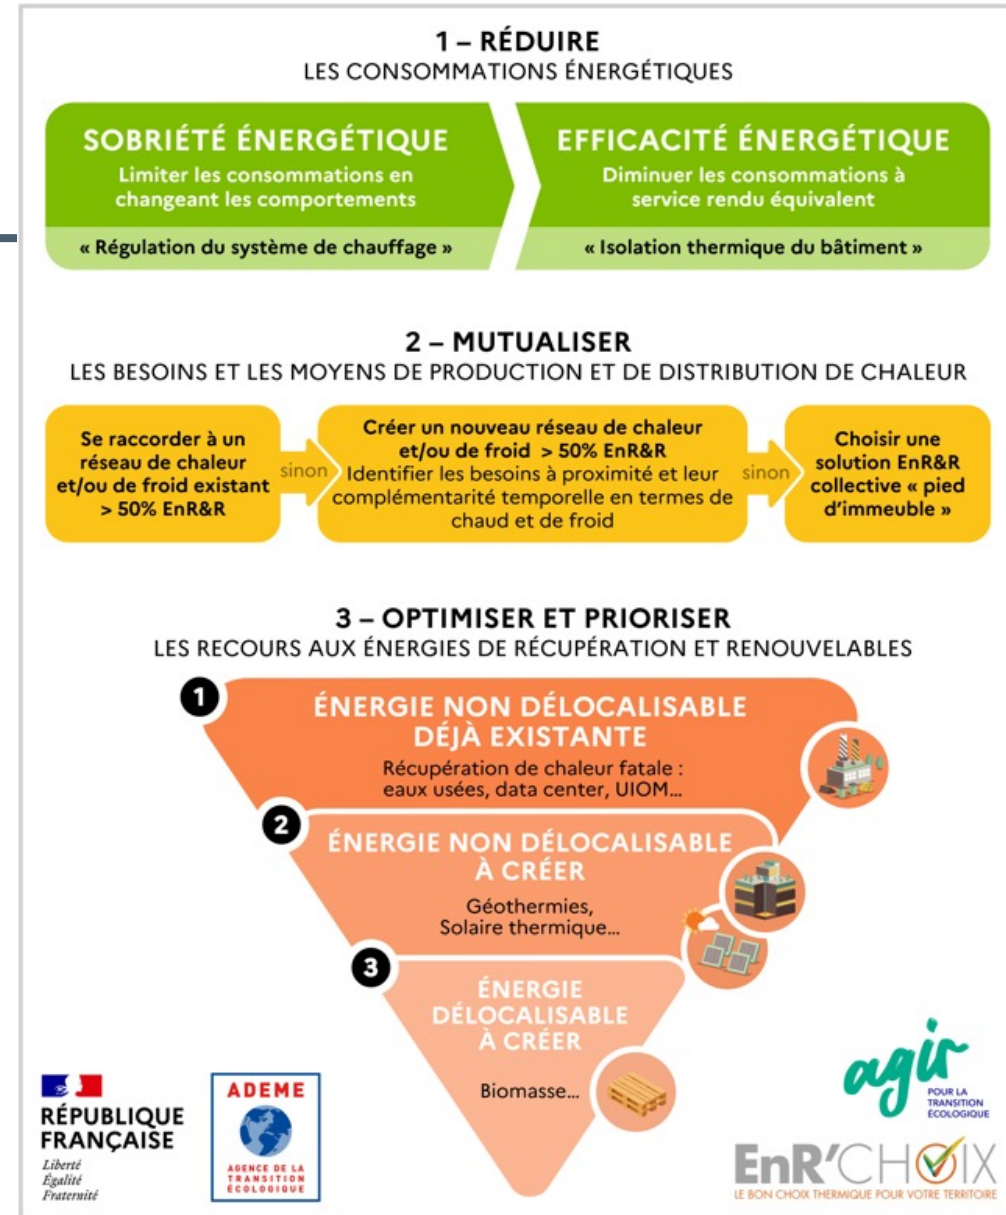 1 – RÉDUIRE
LES CONSOMMATIONS ÉNERGÉTIQUES
SOBRIÉTÉ ÉNERGÉTIQUE
Limiter les consommations en
changeant les comportements
« Régulation du système de chauffage »
EFFICACITÉ ÉNERGÉTIQUE
Diminuer les consommations à
service rendu équivalent
« Isolation thermique du bâtiment »
2 – MUTUALISER
LES BESOINS ET LES MOYENS DE PRODUCTION ET DE DISTRIBUTION DE CHALEUR
Se raccorder à un
réseau de chaleur
et/ou de froid existant
> 50% EnR&R
sinon
Créer un nouveau réseau de chaleur
et/ou de froid > 50% EnR&R
Identifier les besoins à proximité et leur
complémentarité temporelle en termes de
chaud et de froid
sinon
Choisir une
solution EnR&R
collective « pied
d'immeuble »
3 – OPTIMISER ET PRIORISER
LES RECOURS AUX ÉNERGIES DE RÉCUPÉRATION ET RENOUVELABLES
1
ÉNERGIE NON DÉLOCALISABLE
DÉJÀ EXISTANTE
Récupération de chaleur fatale :
eaux usées, data center, UIOM...
2
ÉNERGIE NON DÉLOCALISABLE
À CRÉER
Géothermies,
Solaire thermique...
3
ÉNERGIE
DÉLOCALISABLE
À CRÉER
Biomasse...
RÉPUBLIQUE
FRANÇAISE
Liberté
Égalité
Fraternité
ADEME
AGENCE DE LA
TRANSITION
ÉCOLOGIQUE
agir
POUR LA
TRANSITION
ÉCOLOGIQUE
EnR'CHOIX
LE BON CHOIX THERMIQUE POUR VOTRE TERRITOIRE